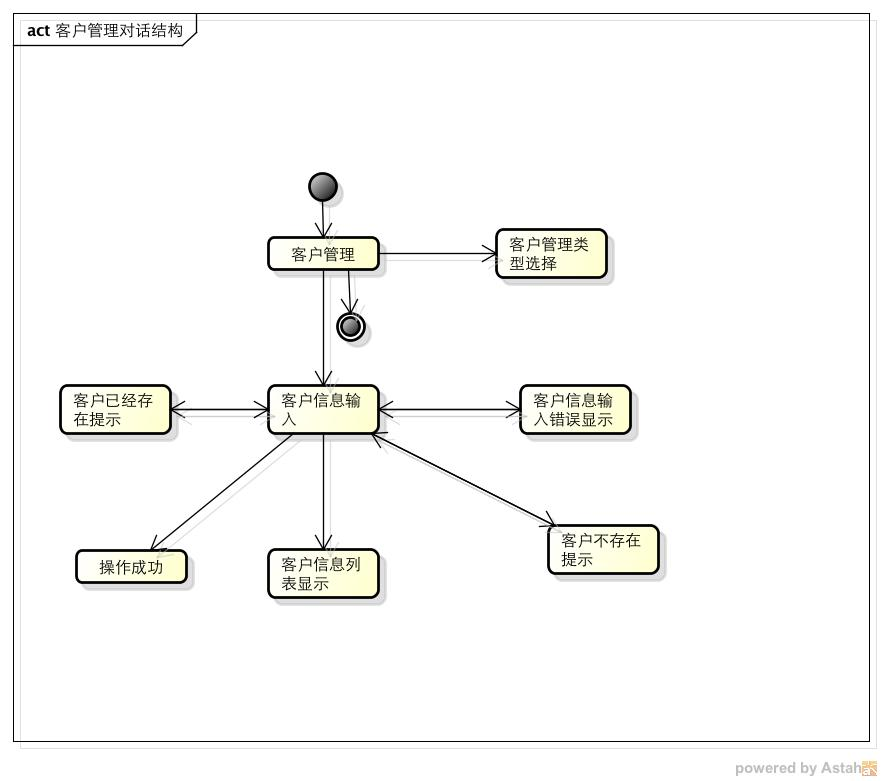 act 客户管理对话结构
客户管理
客户管理类
型选择
客户已经存
在提示
客户信息输
入
客户信息输
入错误显示
操作成功
客户信息列
表显示
客户不存在
提示
powered by Astah